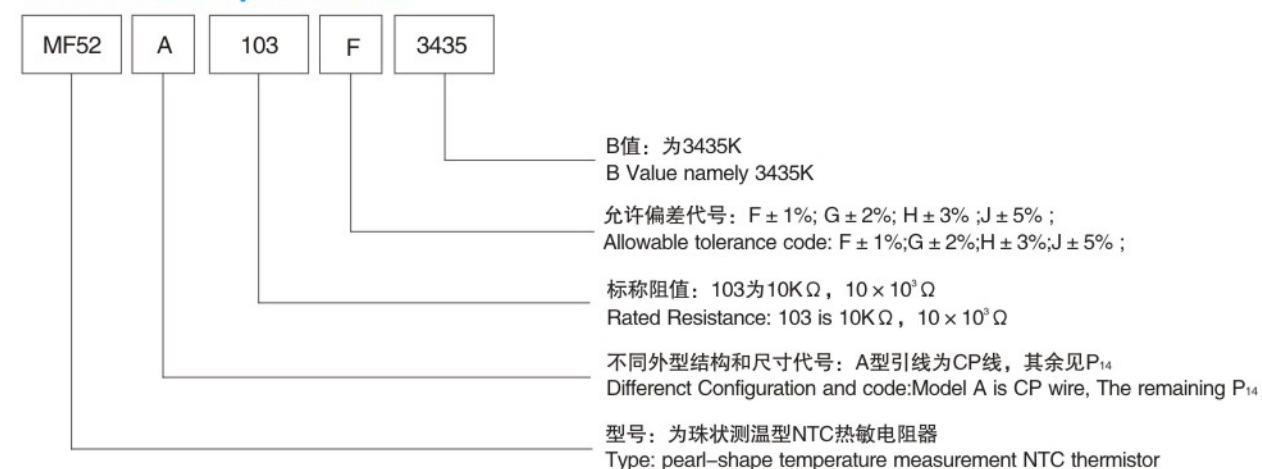 MF52 A 103 F 3435
B值：为3435K
B Value namely 3435K
允许偏差代号：F ± 1%; G ± 2%; H ± 3% ;J ± 5% ;
Allowable tolerance code: F ± 1%;G ± 2%;H ± 3%;J ± 5% ;
标称阻值：103为10KΩ，10 × 10³Ω
Rated Resistance: 103 is 10KΩ，10 × 10³Ω
不同外型结构和尺寸代号：A型引线为CP线，其余见P₁₄
Differenct Configuration and code:Model A is CP wire, The remaining P₁₄
型号：为珠状测温型NTC热敏电阻器
Type: pearl–shape temperature measurement NTC thermistor